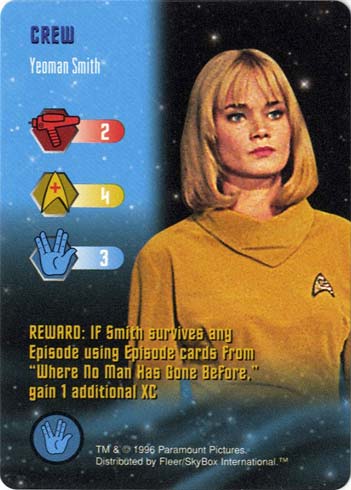 CREW
Yeoman Smith
2
4
3
REWARD: If Smith survives any
Episode using Episode cards from
“Where No Man Has Gone Before,”
gain 1 additional XC
TM & © 1996 Paramount Pictures.
Distributed by Fleer/SkyBox International.™